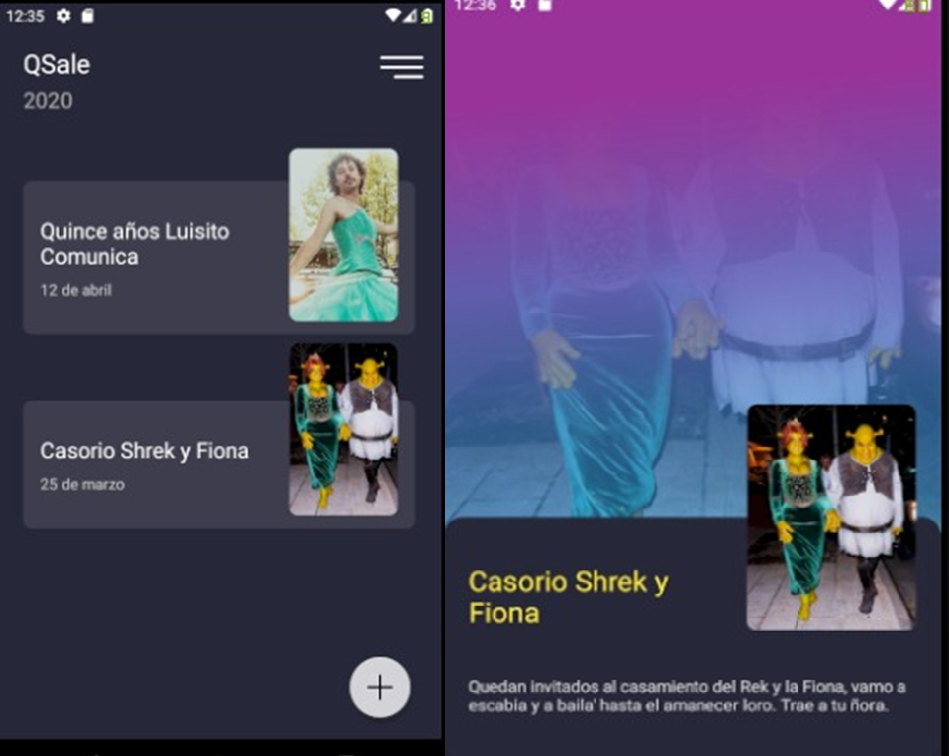 12:35
QSale
2020
Quince años Luisito
Comunica
12 de abril
Casorio Shrek y Fiona
25 de marzo
12:36
Casorio Shrek y
Fiona
Quedan invitados al casamiento del Rek y la Fiona, vamo a
escabia y a baila' hasta el amanecer loro. Trae a tu ñora.